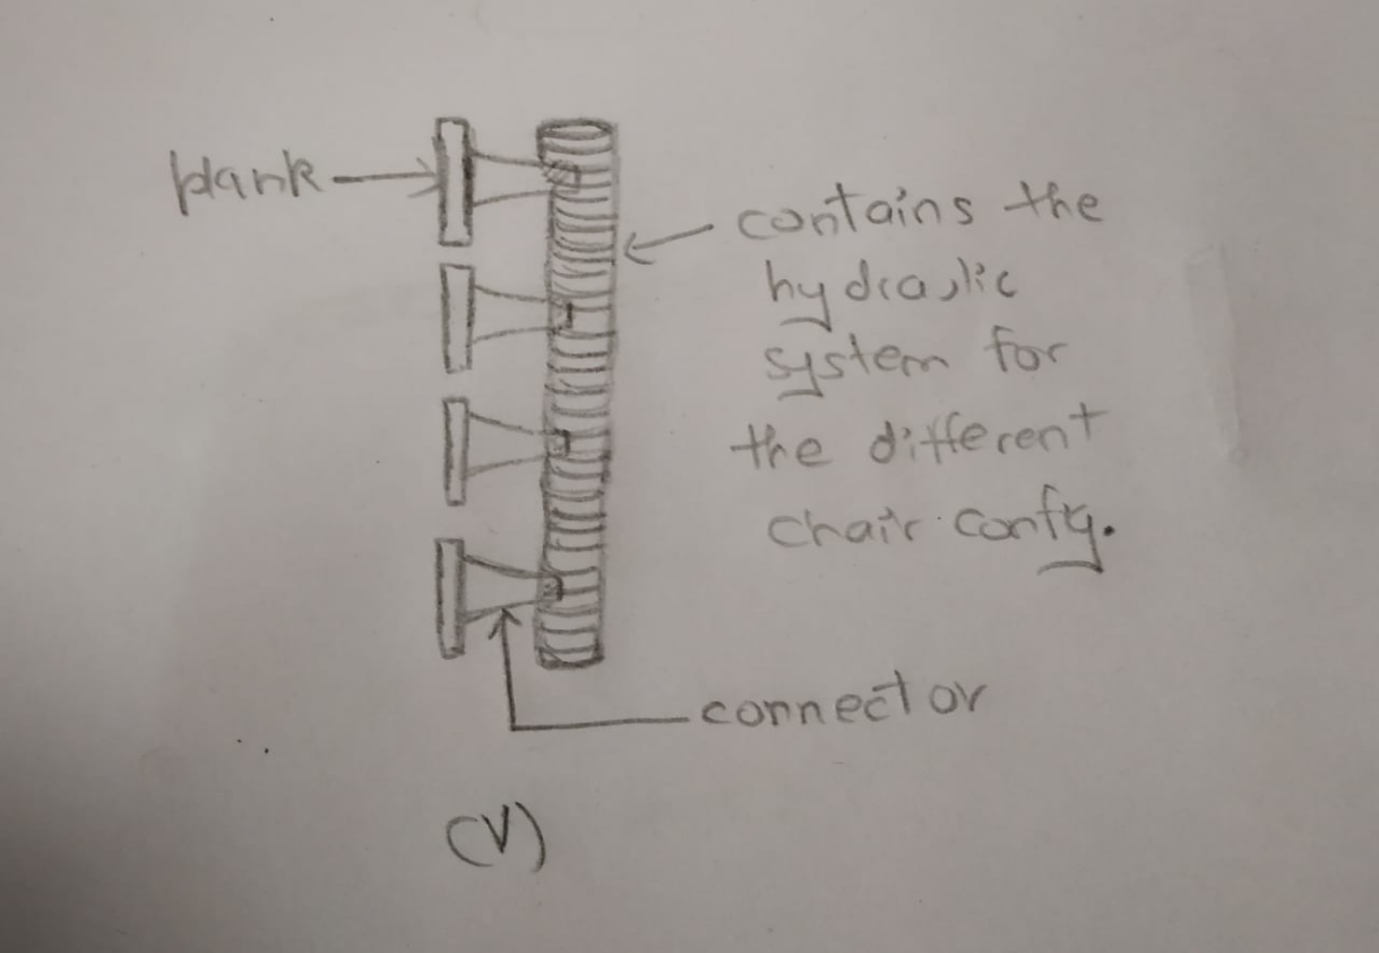 plank
contains the
hydraulic
system for
the different
chair config.
connector
(V)